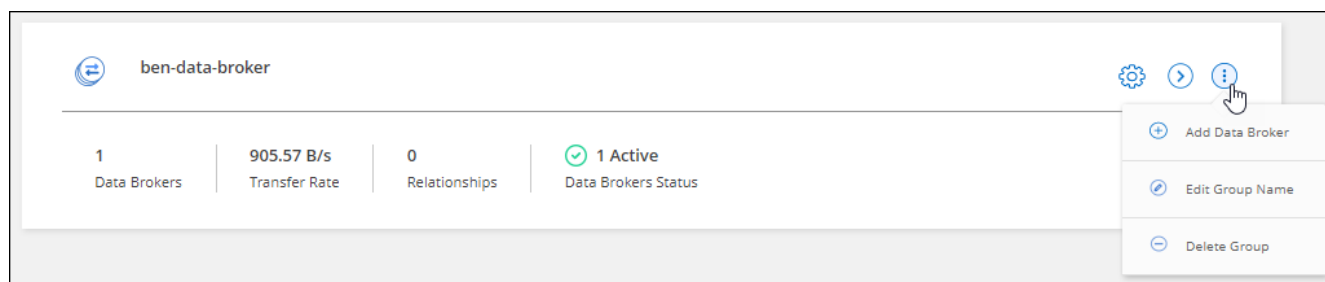 ben-data-broker
1
905.57 B/s
0
1 Active
Data Brokers
Transfer Rate
Relationships
Data Brokers Status
Add Data Broker
Edit Group Name
Delete Group